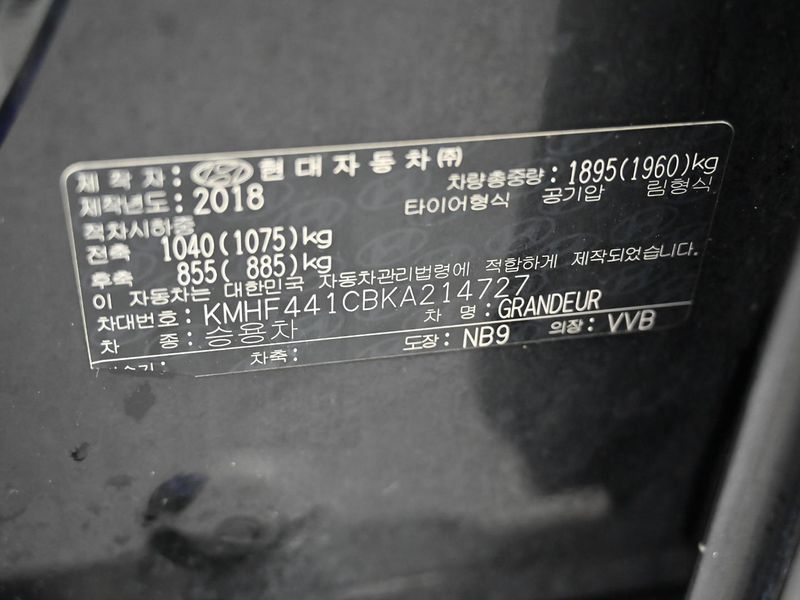 제 작 자 : 현대자동차(주)
제작년도 : 2018 차량총중량 : 1895(1960)kg
적차시하중 타이어형식 공기압 림형식
전축 1040(1075)kg
후축 855( 885)kg
이 자동차는 대한민국 자동차관리법령에 적합하게 제작되었습니다.
차대번호 : KMHF441CBKA214727
차 종 : 승용차 차 명 : GRANDEUR
차축 : 도장 : NB9 의장 : VVB